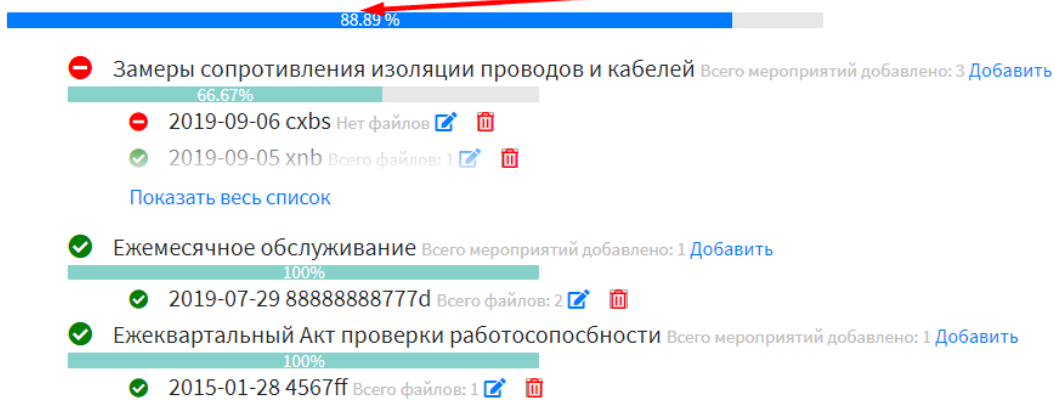 88.89 %
Замеры сопротивления изоляции проводов и кабелей Всего мероприятий добавлено: 3 Добавить
66.67%
2019-09-06 cxbs Нет файлов
2019-09-05 xnb Всего файлов: 1
Показать весь список
Ежемесячное обслуживание Всего мероприятий добавлено: 1 Добавить
100%
2019-07-29 88888888777d Всего файлов: 2
Ежеквартальный Акт проверки работосопосбности Всего мероприятий добавлено: 1 Добавить
100%
2015-01-28 4567ff Всего файлов: 1